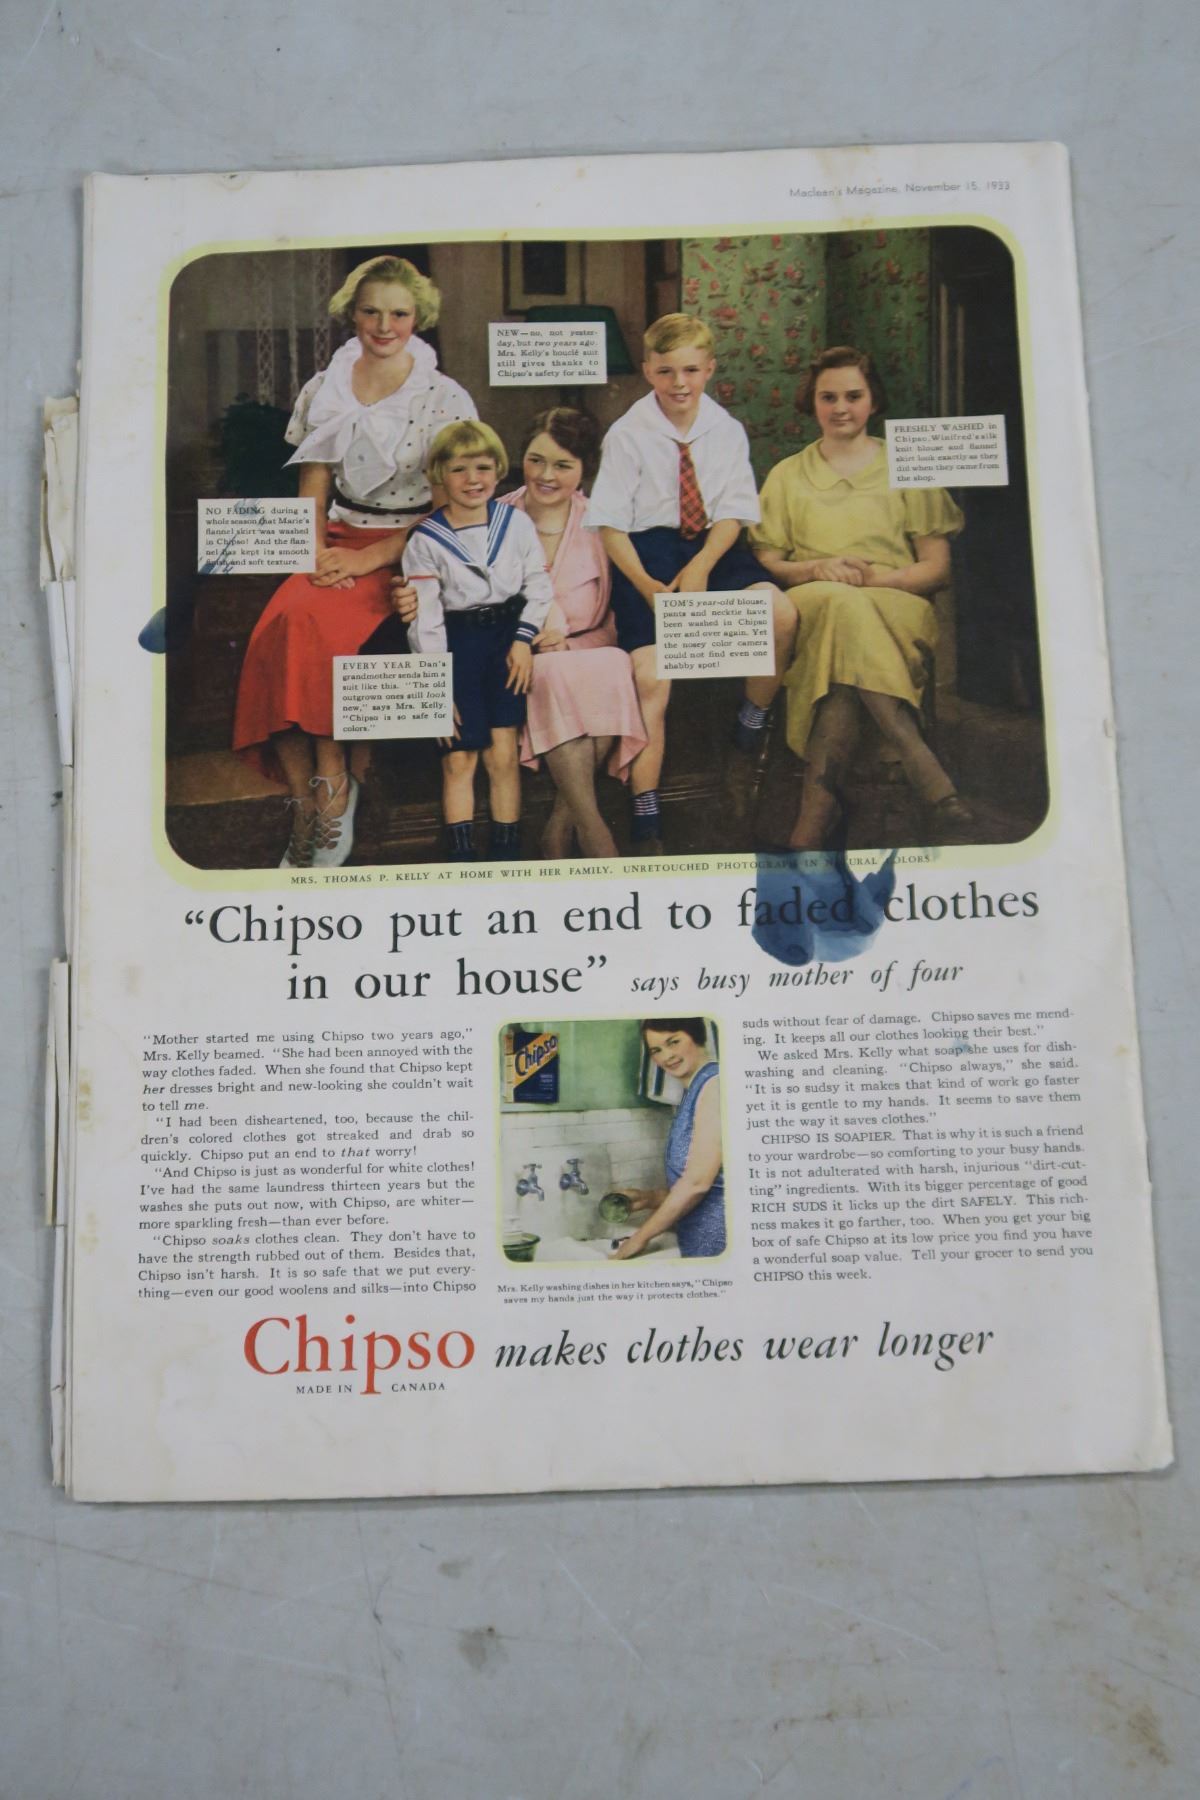 Maclean's Magazine, November 15, 1933
NEW—no, not yester-
day, but two years ago.
Mrs. Kelly's bouclé suit
still gives thanks to
Chipso's safety for silks.
FRESHLY WASHED in
Chipso, Winifred's silk
knit blouse and flannel
skirt look exactly as they
did when they came from
the shop.
NO FADING during a
whole season that Marie's
flannel skirt was washed
in Chipso! And the flan-
nel has kept its smooth
finish and soft texture.
TOM'S year-old blouse,
pants and necktie have
been washed in Chipso
over and over again. Yet
the nosey color camera
could not find even one
shabby spot!
EVERY YEAR Dan's
grandmother sends him a
suit like this. "The old
outgrown ones still look
new," says Mrs. Kelly.
"Chipso is so safe for
colors."
MRS. THOMAS P. KELLY AT HOME WITH HER FAMILY. UNRETOUCHED PHOTOGRAPH IN NATURAL COLORS.
"Chipso put an end to faded clothes
in our house" says busy mother of four
"Mother started me using Chipso two years ago,"
Mrs. Kelly beamed. "She had been annoyed with the
way clothes faded. When she found that Chipso kept
her dresses bright and new-looking she couldn't wait
to tell me.
"I had been disheartened, too, because the chil-
dren's colored clothes got streaked and drab so
quickly. Chipso put an end to that worry!
"And Chipso is just as wonderful for white clothes!
I've had the same laundress thirteen years but the
washes she puts out now, with Chipso, are whiter—
more sparkling fresh—than ever before.
"Chipso soaks clothes clean. They don't have to
have the strength rubbed out of them. Besides that,
Chipso isn't harsh. It is so safe that we put every-
thing—even our good woolens and silks—into Chipso
Chipso
Mrs. Kelly washing dishes in her kitchen says, "Chipso
saves my hands just the way it protects clothes."
suds without fear of damage. Chipso saves me mend-
ing. It keeps all our clothes looking their best."
We asked Mrs. Kelly what soap she uses for dish-
washing and cleaning. "Chipso always," she said.
"It is so sudsy it makes that kind of work go faster
yet it is gentle to my hands. It seems to save them
just the way it saves clothes."
CHIPSO IS SOAPIER. That is why it is such a friend
to your wardrobe—so comforting to your busy hands.
It is not adulterated with harsh, injurious "dirt-cut-
ting" ingredients. With its bigger percentage of good
RICH SUDS it licks up the dirt SAFELY. This rich-
ness makes it go farther, too. When you get your big
box of safe Chipso at its low price you find you have
a wonderful soap value. Tell your grocer to send you
CHIPSO this week.
Chipso makes clothes wear longer
MADE IN CANADA